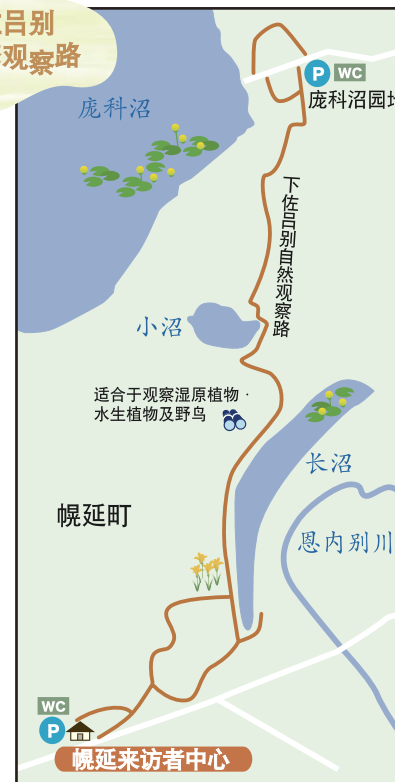 佐吕别
观察路
庞科沼
P
WC
庞科沼园地
下佐吕别自然观察路
小沼
适合于观察湿原植物·
水生植物及野鸟
长沼
幌延町
恩内别川
WC
P
幌延来访者中心